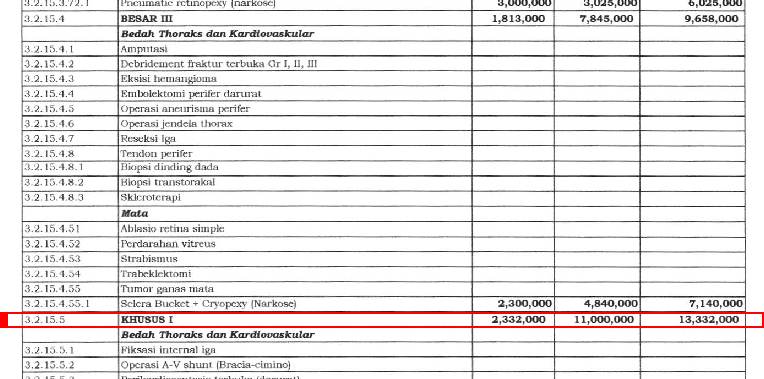 3.2.15.3.72.1 Pneumatic retinopexy (narkose) 3,000,000 3,025,000 6,025,000
3.2.15.4 BESAR III 1,813,000 7,845,000 9,658,000
Bedah Thoraks dan Kardiovaskular
3.2.15.4.1 Amputasi
3.2.15.4.2 Debridement fraktur terbuka Gr I, II, III
3.2.15.4.3 Eksisi hemangioma
3.2.15.4.4 Embolektomi perifer darurat
3.2.15.4.5 Operasi aneurisma perifer
3.2.15.4.6 Operasi jendela thorax
3.2.15.4.7 Reseksi Iga
3.2.15.4.8 Tendon perifer
3.2.15.4.8.1 Biopsi dinding dada
3.2.15.4.8.2 Biopsi transtorakal
3.2.15.4.8.3 Skleroterapi
Mata
3.2.15.4.51 Ablasio retina simple
3.2.15.4.52 Perdarahan vitreus
3.2.15.4.53 Strabismus
3.2.15.4.54 Trabeklektomi
3.2.15.4.55 Tumor ganas mata
3.2.15.4.55.1 Sclera Bucket + Cryopexy (Narkose) 2,300,000 4,840,000 7,140,000
3.2.15.5 KHUSUS I 2,332,000 11,000,000 13,332,000
Bedah Thoraks dan Kardiovaskular
3.2.15.5.1 Fiksasi internal iga
3.2.15.5.2 Operasi A-V shunt (Bracia-cimino)